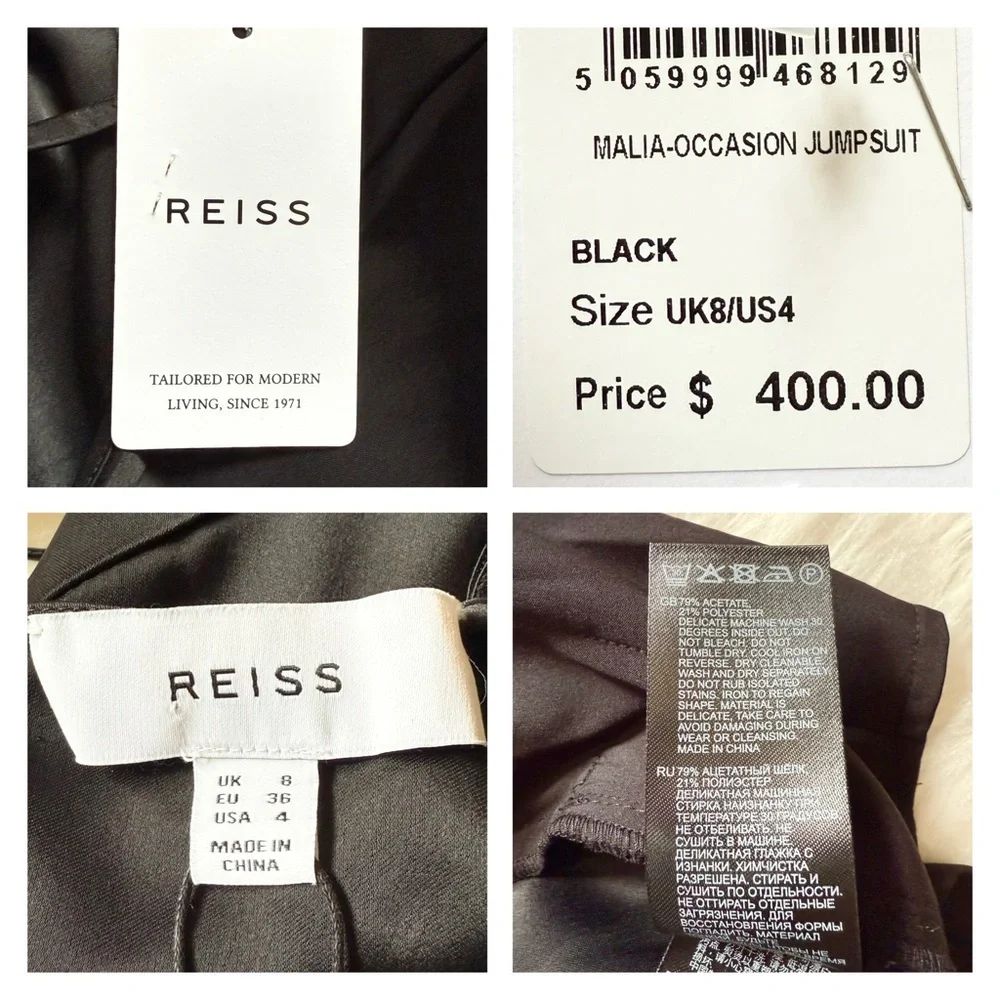 REISS
TAILORED FOR MODERN
LIVING, SINCE 1971
5 059999 468129
MALIA-OCCASION JUMPSUIT
BLACK
Size UK8/US4
Price $ 400.00
REISS
UK 8
EU 36
USA 4
MADE IN
CHINA
GB 79% ACETATE,
21% POLYESTER
DELICATE MACHINE WASH 30
DEGREES INSIDE OUT. DO
NOT BLEACH. DO NOT
TUMBLE DRY. COOL IRON ON
REVERSE. DRY CLEANABLE.
WASH AND DRY SEPARATELY.
DO NOT RUB ISOLATED
STAINS. IRON TO REGAIN
SHAPE. MATERIAL IS
DELICATE, TAKE CARE TO
AVOID DAMAGING DURING
WEAR OR CLEANSING.
MADE IN CHINA
RU 79% АЦЕТАТНЫЙ ШЁЛК,
21% ПОЛИЭСТЕР
ДЕЛИКАТНАЯ МАШИННАЯ
СТИРКА НАИЗНАНКУ ПРИ
ТЕМПЕРАТУРЕ 30 ГРАДУСОВ
НЕ ОТБЕЛИВАТЬ. НЕ
СУШИТЬ В МАШИНЕ.
ДЕЛИКАТНАЯ ГЛАЖКА С
ИЗНАНКИ. ХИМЧИСТКА
РАЗРЕШЕНА. СТИРАТЬ И
СУШИТЬ ПО ОТДЕЛЬНОСТИ.
НЕ ОТТИРАТЬ ОТДЕЛЬНЫЕ
ЗАГРЯЗНЕНИЯ. ДЛЯ
ВОССТАНОВЛЕНИЯ ФОРМЫ
ПОГЛАДИТЬ. МАТЕРИАЛ